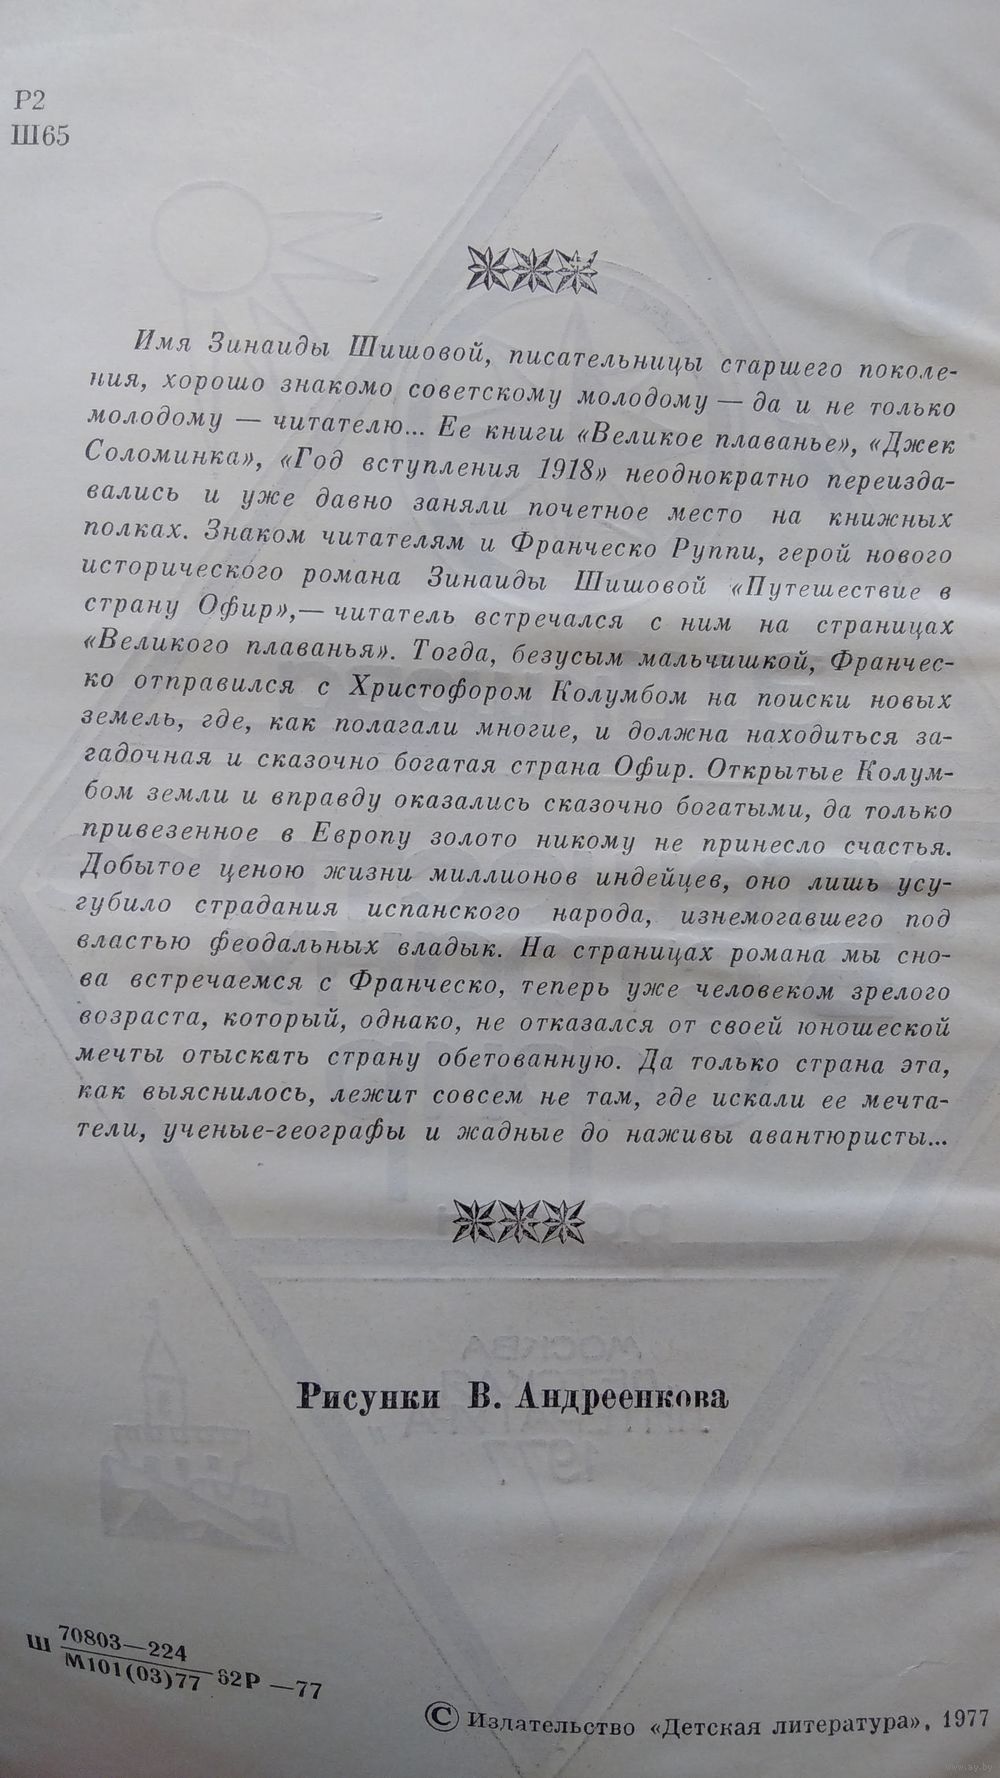 Р2
Ш65
Имя Зинаиды Шишовой, писательницы старшего поколе-
ния, хорошо знакомо советскому молодому — да и не только
молодому — читателю... Ее книги «Великое плаванье», «Джек
Соломинка», «Год вступления 1918» неоднократно переизда-
вались и уже давно заняли почетное место на книжных
полках. Знаком читателям и Франческо Руппи, герой нового
исторического романа Зинаиды Шишовой «Путешествие в
страну Офир»,— читатель встречался с ним на страницах
«Великого плаванья». Тогда, безусым мальчишкой, Франчес-
ко отправился с Христофором Колумбом на поиски новых
земель, где, как полагали многие, и должна находиться за-
гадочная и сказочно богатая страна Офир. Открытые Колум-
бом земли и вправду оказались сказочно богатыми, да только
привезенное в Европу золото никому не принесло счастья.
Добытое ценою жизни миллионов индейцев, оно лишь усу-
губило страдания испанского народа, изнемогавшего под
властью феодальных владык. На страницах романа мы сно-
ва встречаемся с Франческо, теперь уже человеком зрелого
возраста, который, однако, не отказался от своей юношеской
мечты отыскать страну обетованную. Да только страна эта,
как выяснилось, лежит совсем не там, где искали ее мечта-
тели, ученые-географы и жадные до наживы авантюристы...
Рисунки В. Андреенкова
Ш 70803—224
М101(03)77 62Р —77
© Издательство «Детская литература», 1977
www.ay.by